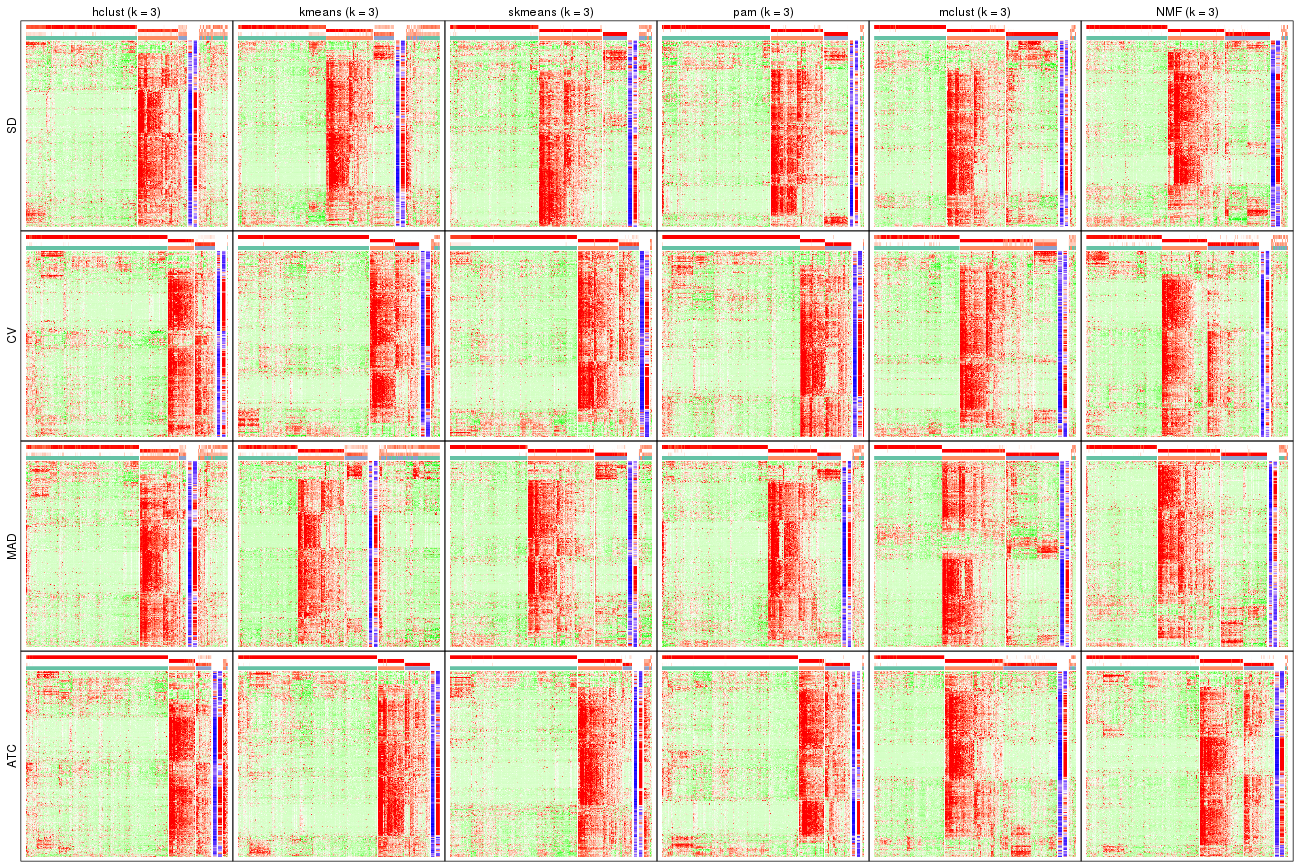 hclust (k = 3) kmeans (k = 3) skmeans (k = 3) pam (k = 3) mclust (k = 3) NMF (k = 3)
SD
CV
MAD
ATC